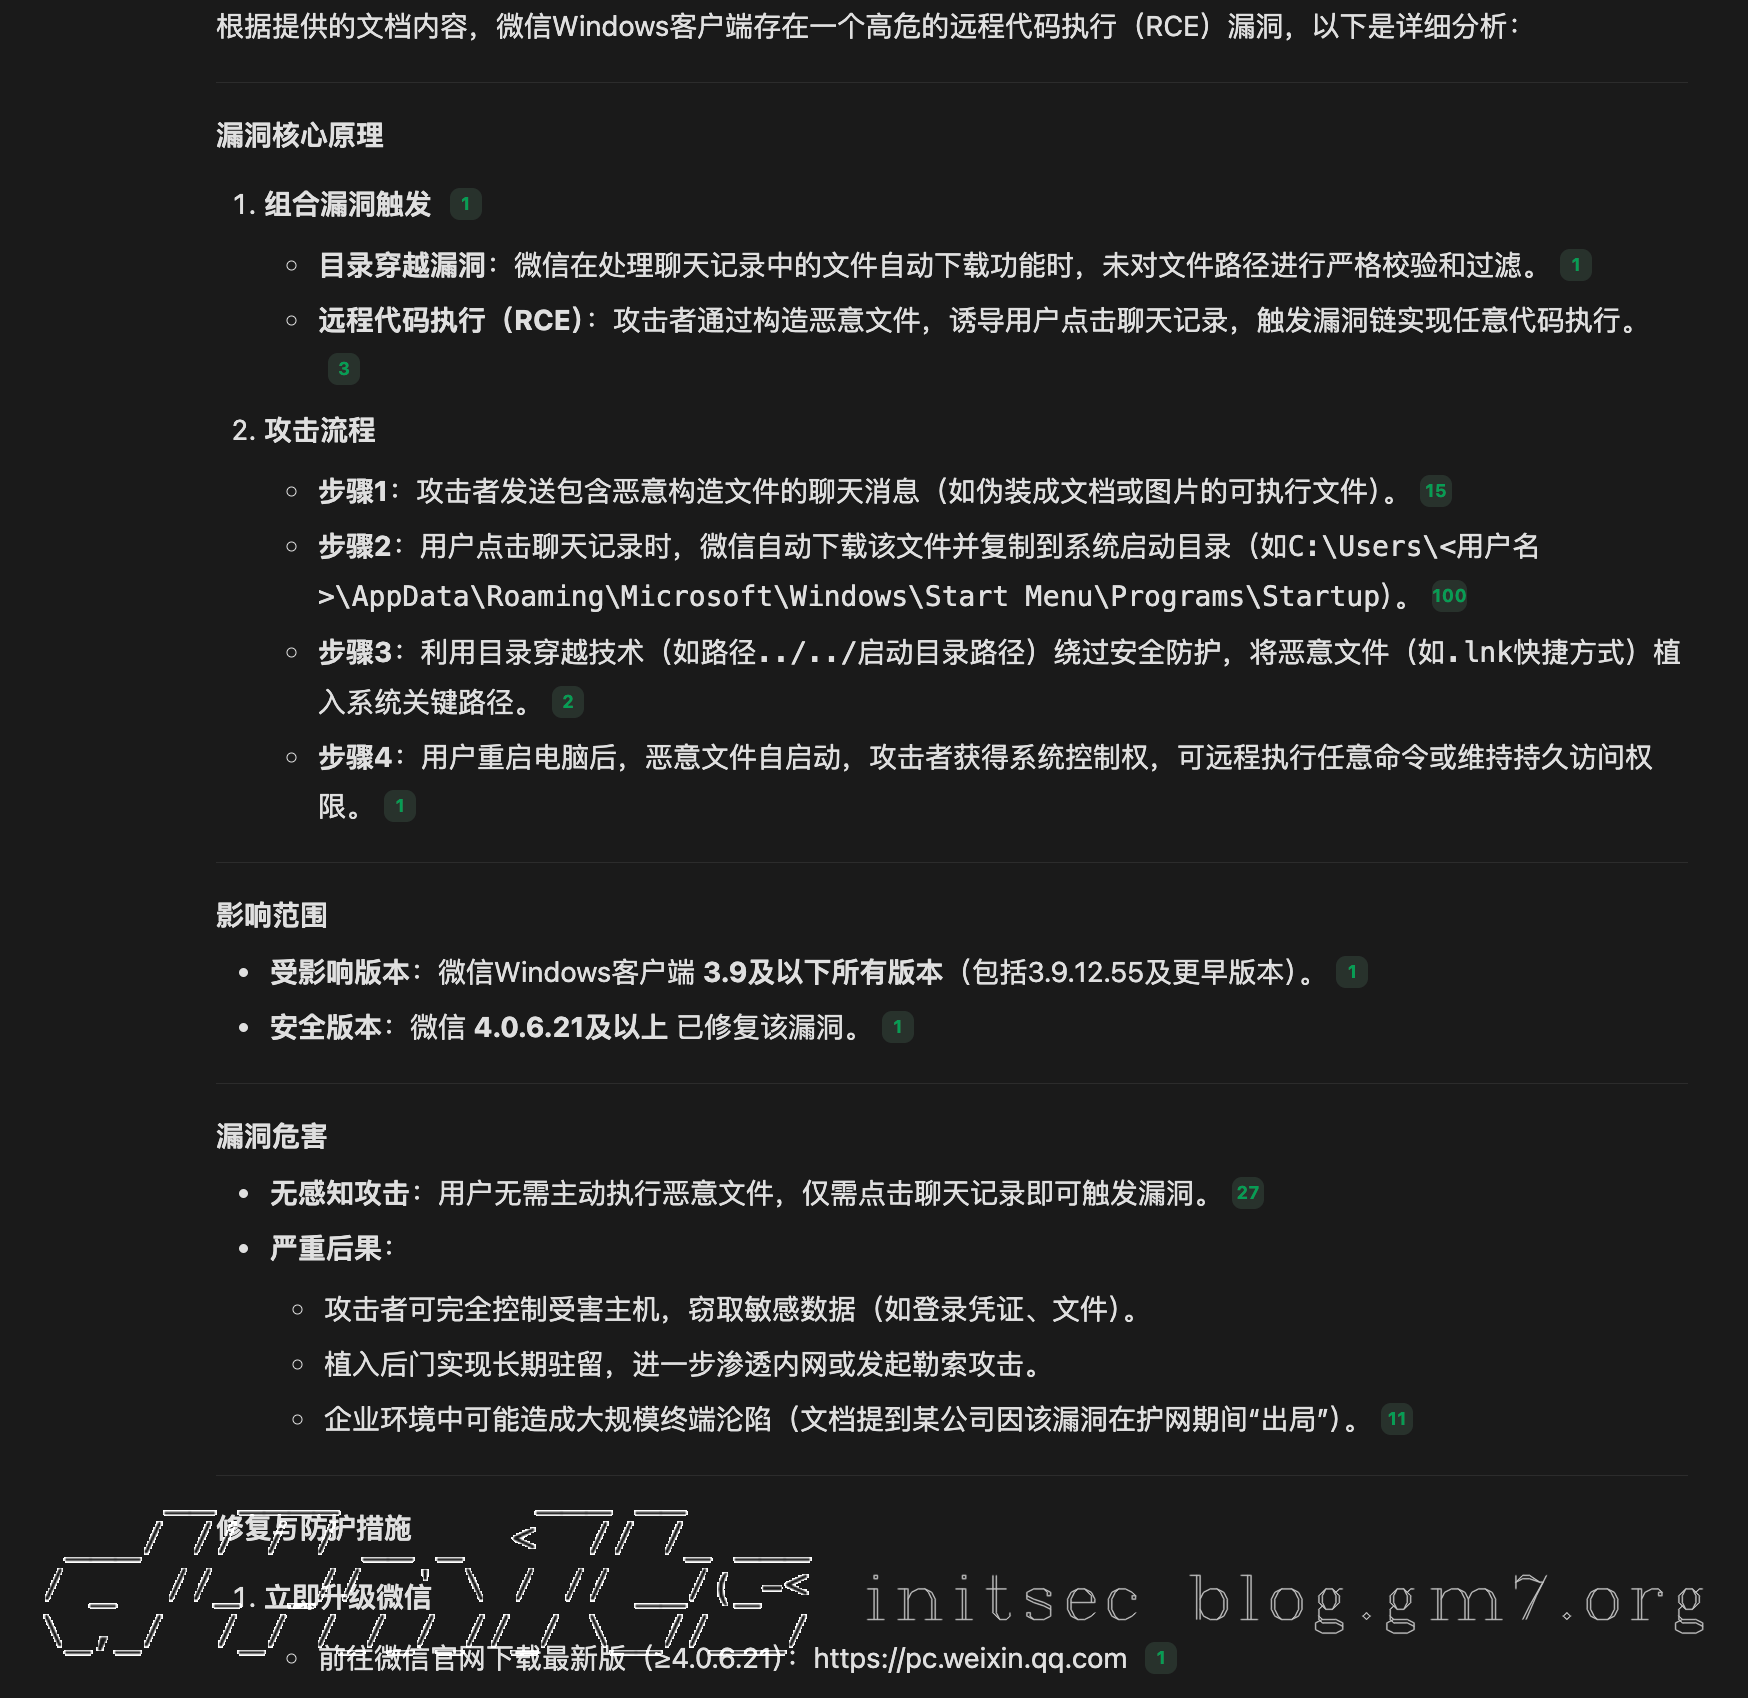 根据提供的文档内容，微信Windows客户端存在一个高危的远程代码执行（RCE）漏洞，以下是详细分析：
漏洞核心原理
1. 组合漏洞触发 1
目录穿越漏洞：微信在处理聊天记录中的文件自动下载功能时，未对文件路径进行严格校验和过滤。 1
远程代码执行（RCE）：攻击者通过构造恶意文件，诱导用户点击聊天记录，触发漏洞链实现任意代码执行。
3
2. 攻击流程
步骤1：攻击者发送包含恶意构造文件的聊天消息（如伪装成文档或图片的可执行文件）。 15
步骤2：用户点击聊天记录时，微信自动下载该文件并复制到系统启动目录（如C:\Users\<用户名
>\AppData\Roaming\Microsoft\Windows\Start Menu\Programs\Startup）。 100
步骤3：利用目录穿越技术（如路径../../启动目录路径）绕过安全防护，将恶意文件（如.lnk快捷方式）植
入系统关键路径。 2
步骤4：用户重启电脑后，恶意文件自启动，攻击者获得系统控制权，可远程执行任意命令或维持持久访问权
限。 1
影响范围
受影响版本：微信Windows客户端 3.9及以下所有版本（包括3.9.12.55及更早版本）。 1
安全版本：微信 4.0.6.21及以上 已修复该漏洞。 1
漏洞危害
无感知攻击：用户无需主动执行恶意文件，仅需点击聊天记录即可触发漏洞。 27
严重后果：
攻击者可完全控制受害主机，窃取敏感数据（如登录凭证、文件）。
植入后门实现长期驻留，进一步渗透内网或发起勒索攻击。
企业环境中可能造成大规模终端沦陷（文档提到某公司因该漏洞在护网期间“出局”）。 11
修复与防护措施
1. 立即升级微信
initsec blog.gm7.org
前往微信官网下载最新版（≥4.0.6.21）：https://pc.weixin.qq.com 1